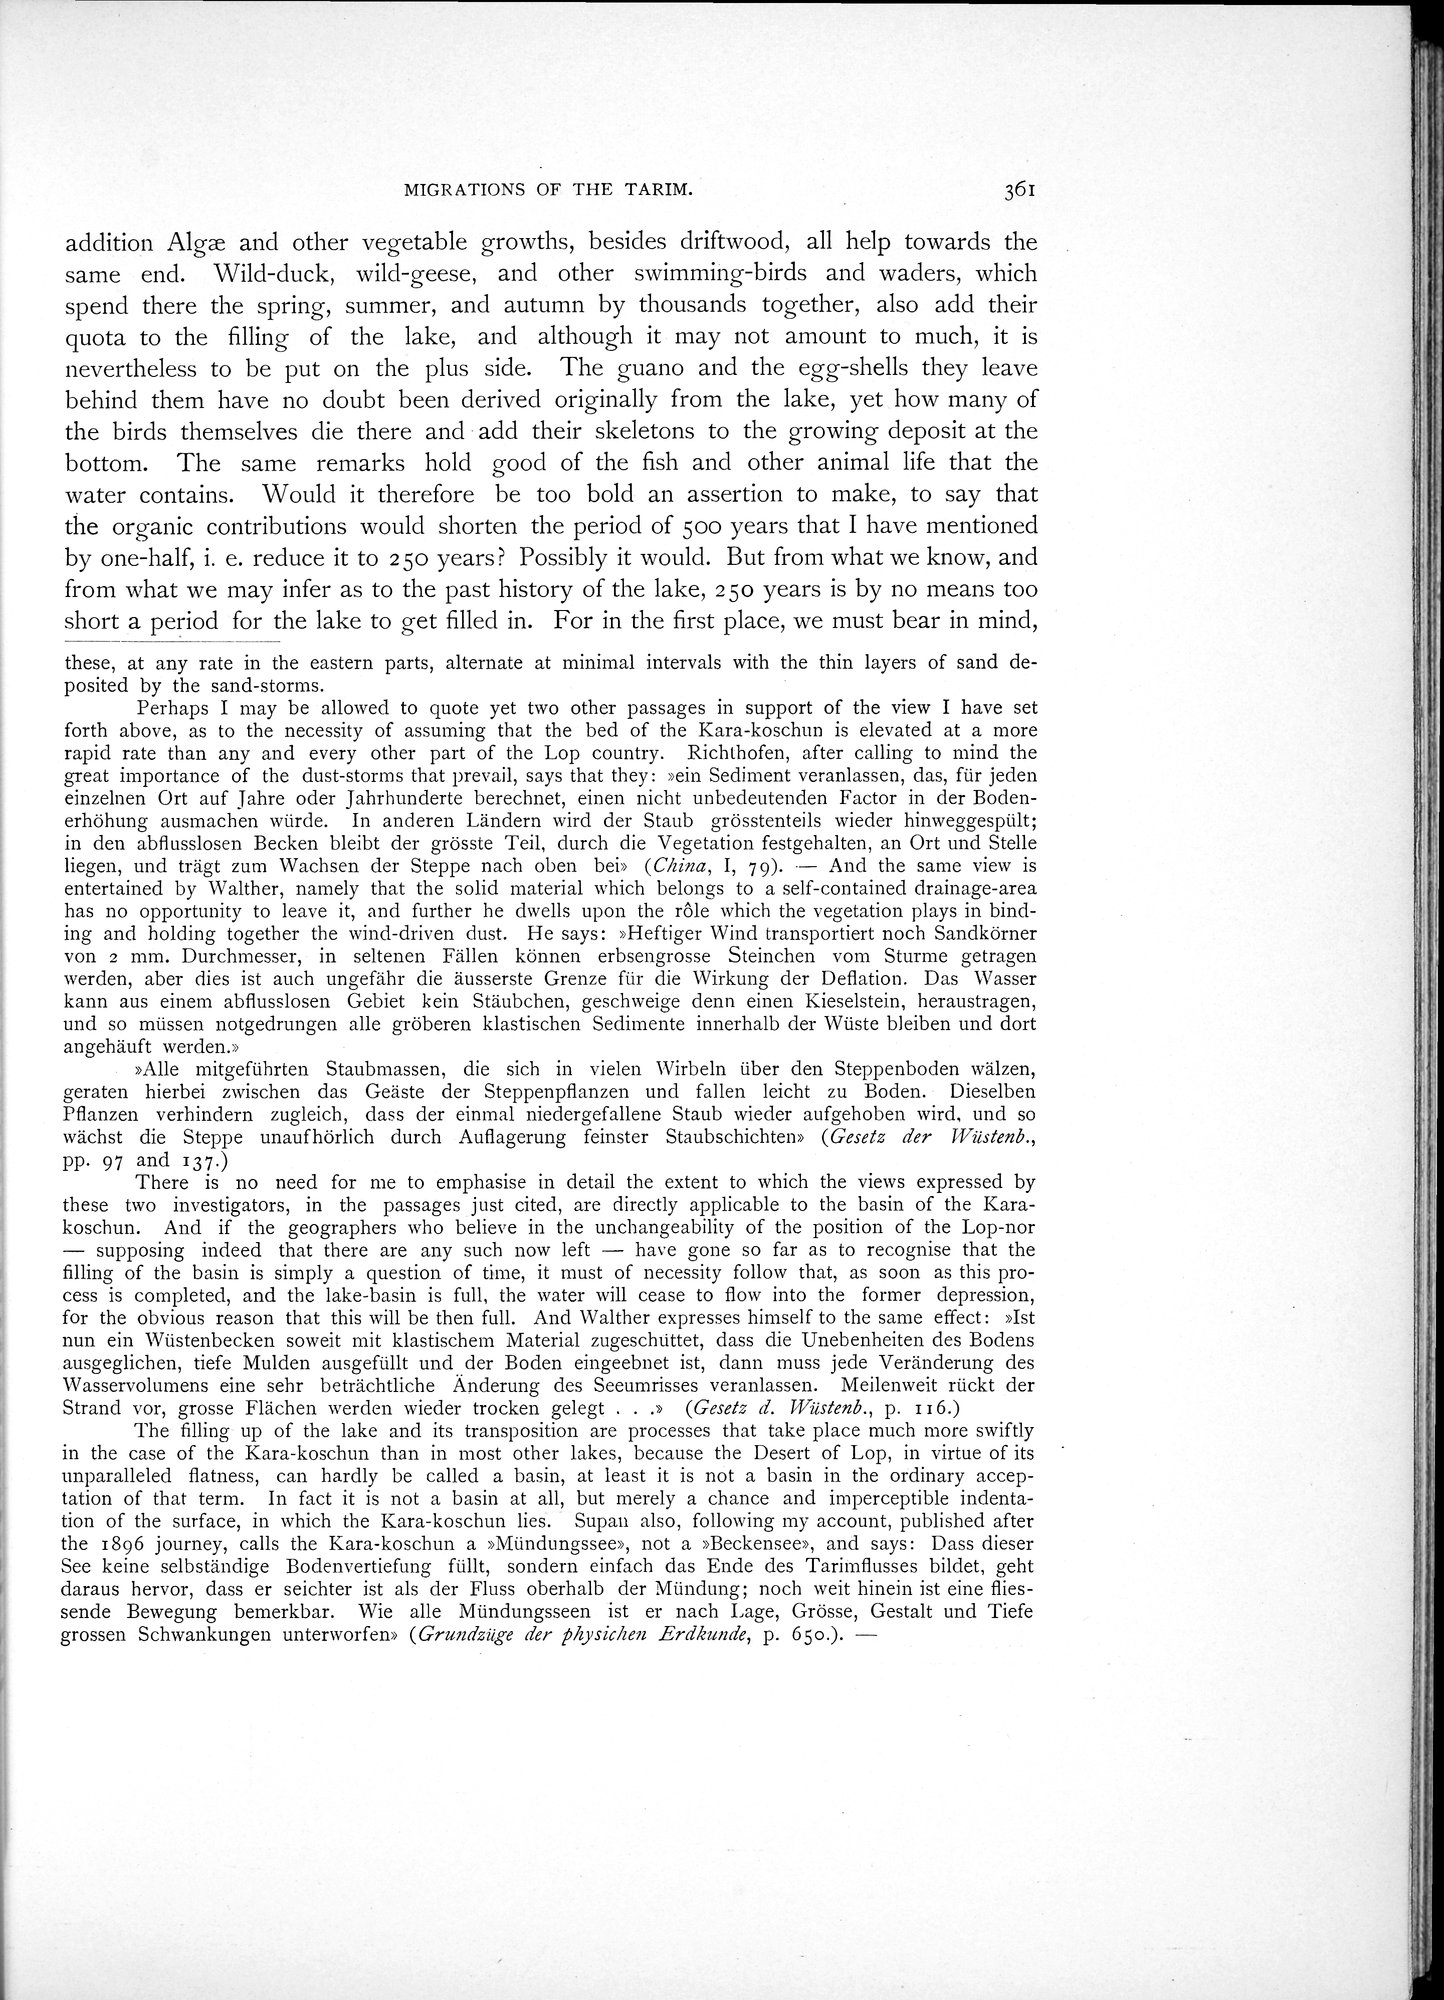 MIGRATIONS OF THE TARIM. 361
addition Algæ and other vegetable growths, besides driftwood, all help towards the
same end. Wild-duck, wild-geese, and other swimming-birds and waders, which
spend there the spring, summer, and autumn by thousands together, also add their
quota to the filling of the lake, and although it may not amount to much, it is
nevertheless to be put on the plus side. The guano and the egg-shells they leave
behind them have no doubt been derived originally from the lake, yet how many of
the birds themselves die there and add their skeletons to the growing deposit at the
bottom. The same remarks hold good of the fish and other animal life that the
water contains. Would it therefore be too bold an assertion to make, to say that
the organic contributions would shorten the period of 500 years that I have mentioned
by one-half, i. e. reduce it to 250 years? Possibly it would. But from what we know, and
from what we may infer as to the past history of the lake, 250 years is by no means too
short a period for the lake to get filled in. For in the first place, we must bear in mind,
these, at any rate in the eastern parts, alternate at minimal intervals with the thin layers of sand de-
posited by the sand-storms.
Perhaps I may be allowed to quote yet two other passages in support of the view I have set
forth above, as to the necessity of assuming that the bed of the Kara-koschun is elevated at a more
rapid rate than any and every other part of the Lop country. Richthofen, after calling to mind the
great importance of the dust-storms that prevail, says that they: »ein Sediment veranlassen, das, für jeden
einzelnen Ort auf Jahre oder Jahrhunderte berechnet, einen nicht unbedeutenden Factor in der Boden-
erhöhung ausmachen würde. In anderen Ländern wird der Staub grösstenteils wieder hinweggespült;
in den abflusslosen Becken bleibt der grösste Teil, durch die Vegetation festgehalten, an Ort und Stelle
liegen, und trägt zum Wachsen der Steppe nach oben bei» (China, I, 79). — And the same view is
entertained by Walther, namely that the solid material which belongs to a self-contained drainage-area
has no opportunity to leave it, and further he dwells upon the rôle which the vegetation plays in bind-
ing and holding together the wind-driven dust. He says: »Heftiger Wind transportiert noch Sandkörner
von 2 mm. Durchmesser, in seltenen Fällen können erbsengrosse Steinchen vom Sturme getragen
werden, aber dies ist auch ungefähr die äusserste Grenze für die Wirkung der Deflation. Das Wasser
kann aus einem abflusslosen Gebiet kein Stäubchen, geschweige denn einen Kieselstein, heraustragen,
und so müssen notgedrungen alle gröberen klastischen Sedimente innerhalb der Wüste bleiben und dort
angehäuft werden.»
»Alle mitgeführten Staubmassen, die sich in vielen Wirbeln über den Steppenboden wälzen,
geraten hierbei zwischen das Geäste der Steppenpflanzen und fallen leicht zu Boden. Dieselben
Pflanzen verhindern zugleich, dass der einmal niedergefallene Staub wieder aufgehoben wird, und so
wächst die Steppe unaufhörlich durch Auflagerung feinster Staubschichten» (Gesetz der Wüstenb.,
pp. 97 and 137.)
There is no need for me to emphasise in detail the extent to which the views expressed by
these two investigators, in the passages just cited, are directly applicable to the basin of the Kara-
koschun. And if the geographers who believe in the unchangeability of the position of the Lop-nor
— supposing indeed that there are any such now left — have gone so far as to recognise that the
filling of the basin is simply a question of time, it must of necessity follow that, as soon as this pro-
cess is completed, and the lake-basin is full, the water will cease to flow into the former depression,
for the obvious reason that this will be then full. And Walther expresses himself to the same effect: »Ist
nun ein Wüstenbecken soweit mit klastischem Material zugeschüttet, dass die Unebenheiten des Bodens
ausgeglichen, tiefe Mulden ausgefüllt und der Boden eingeebnet ist, dann muss jede Veränderung des
Wasservolumens eine sehr beträchtliche Änderung des Seeumrisses veranlassen. Meilenweit rückt der
Strand vor, grosse Flächen werden wieder trocken gelegt . . .» (Gesetz d. Wüstenb., p. 116.)
The filling up of the lake and its transposition are processes that take place much more swiftly
in the case of the Kara-koschun than in most other lakes, because the Desert of Lop, in virtue of its
unparalleled flatness, can hardly be called a basin, at least it is not a basin in the ordinary accep-
tation of that term. In fact it is not a basin at all, but merely a chance and imperceptible indenta-
tion of the surface, in which the Kara-koschun lies. Supan also, following my account, published after
the 1896 journey, calls the Kara-koschun a »Mündungssee», not a »Beckensee», and says: Dass dieser
See keine selbständige Bodenvertiefung füllt, sondern einfach das Ende des Tarimflusses bildet, geht
daraus hervor, dass er seichter ist als der Fluss oberhalb der Mündung; noch weit hinein ist eine flies-
sende Bewegung bemerkbar. Wie alle Mündungsseen ist er nach Lage, Grösse, Gestalt und Tiefe
grossen Schwankungen unterworfen» (Grundzüge der physichen Erdkunde, p. 650.). —